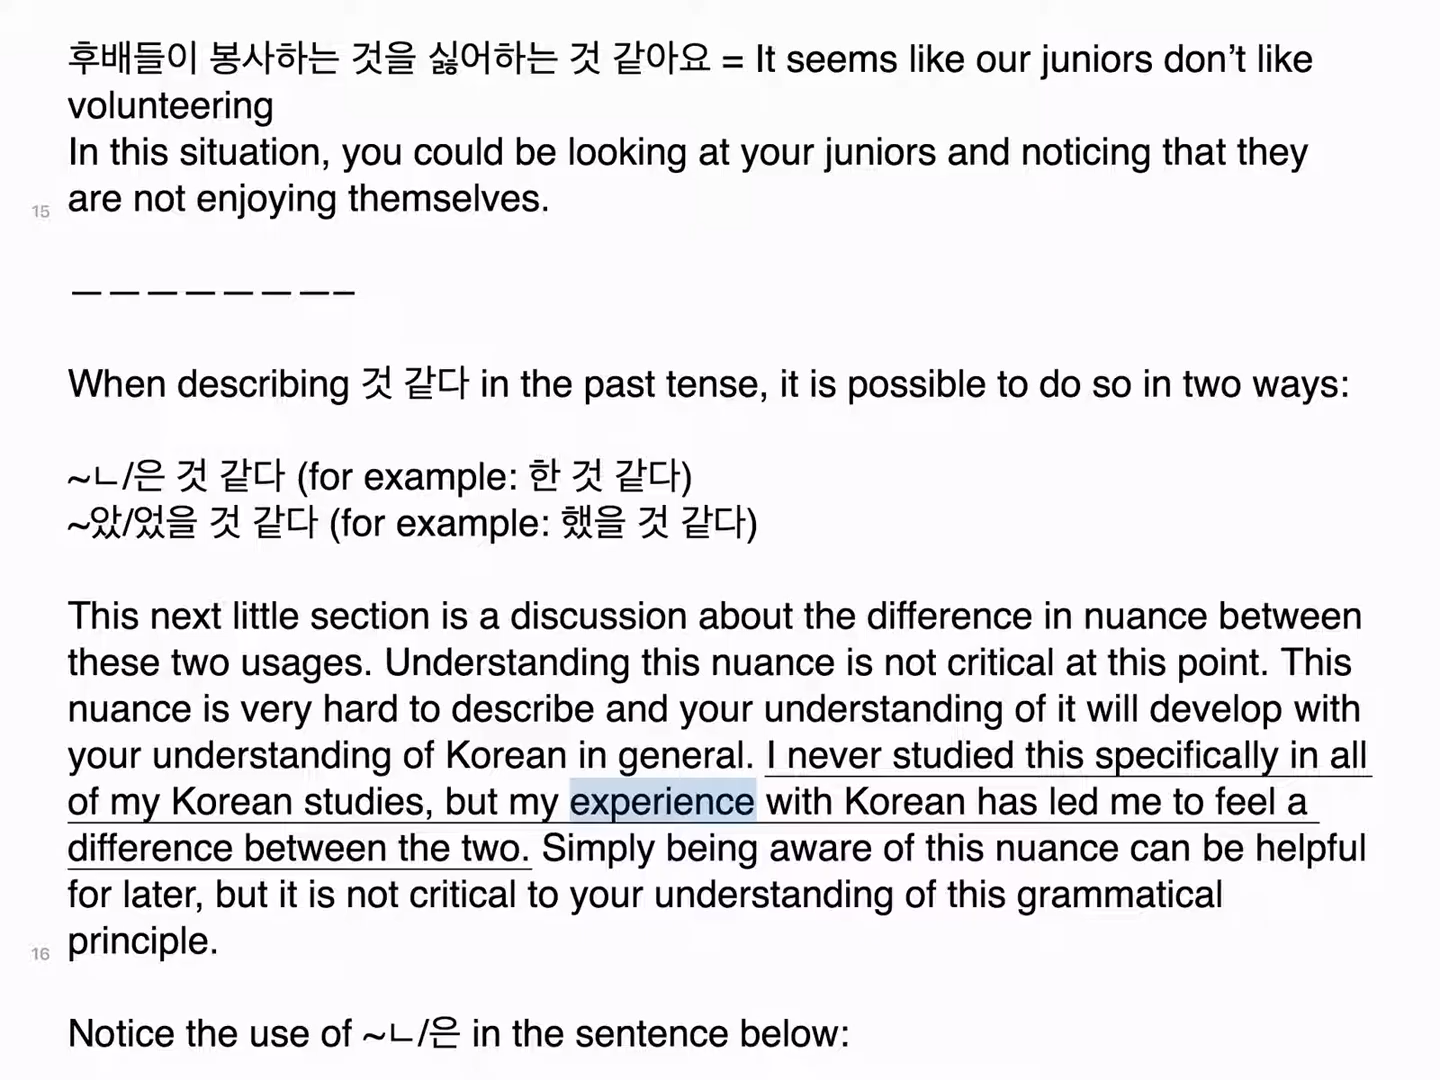 후배들이 봉사하는 것을 싫어하는 것 같아요 = It seems like our juniors don’t like
volunteering
In this situation, you could be looking at your juniors and noticing that they
15 are not enjoying themselves.
— — — — — — — –
When describing 것 같다 in the past tense, it is possible to do so in two ways:
~ㄴ/은 것 같다 (for example: 한 것 같다)
~았/었을 것 같다 (for example: 했을 것 같다)
This next little section is a discussion about the difference in nuance between
these two usages. Understanding this nuance is not critical at this point. This
nuance is very hard to describe and your understanding of it will develop with
your understanding of Korean in general. I never studied this specifically in all
of my Korean studies, but my experience with Korean has led me to feel a
difference between the two. Simply being aware of this nuance can be helpful
for later, but it is not critical to your understanding of this grammatical
16 principle.
Notice the use of ~ㄴ/은 in the sentence below: